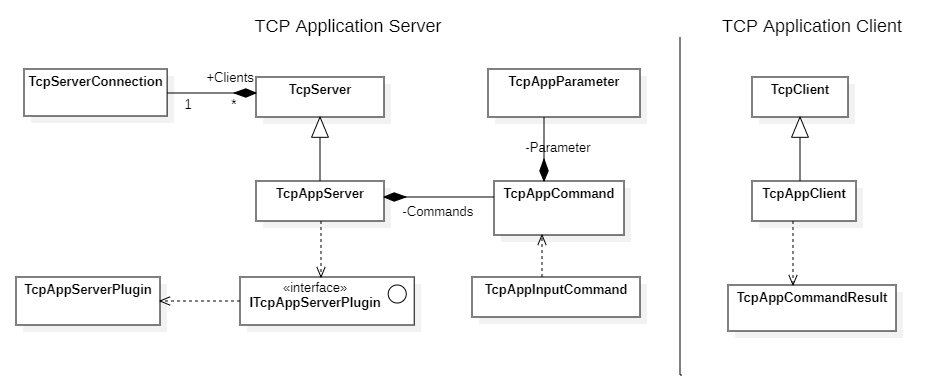 TCP Application Server
TCP Application Client
TcpServerConnection
+Clients
1
*
TcpServer
TcpAppParameter
TcpClient
-Parameter
TcpAppServer
-Commands
TcpAppCommand
TcpAppClient
TcpAppServerPlugin
«interface»
ITcpAppServerPlugin
TcpAppInputCommand
TcpAppCommandResult